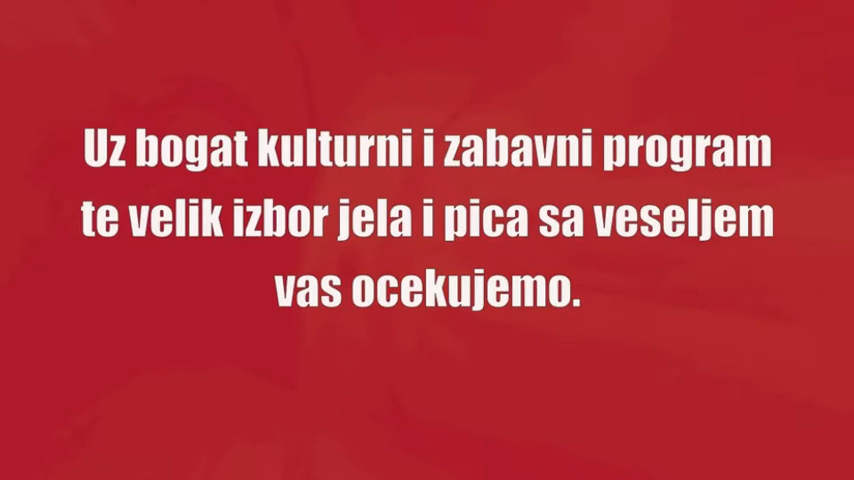 Uz bogat kulturni i zabavni program
te velik izbor jela i pica sa veseljem
vas ocekujemo.